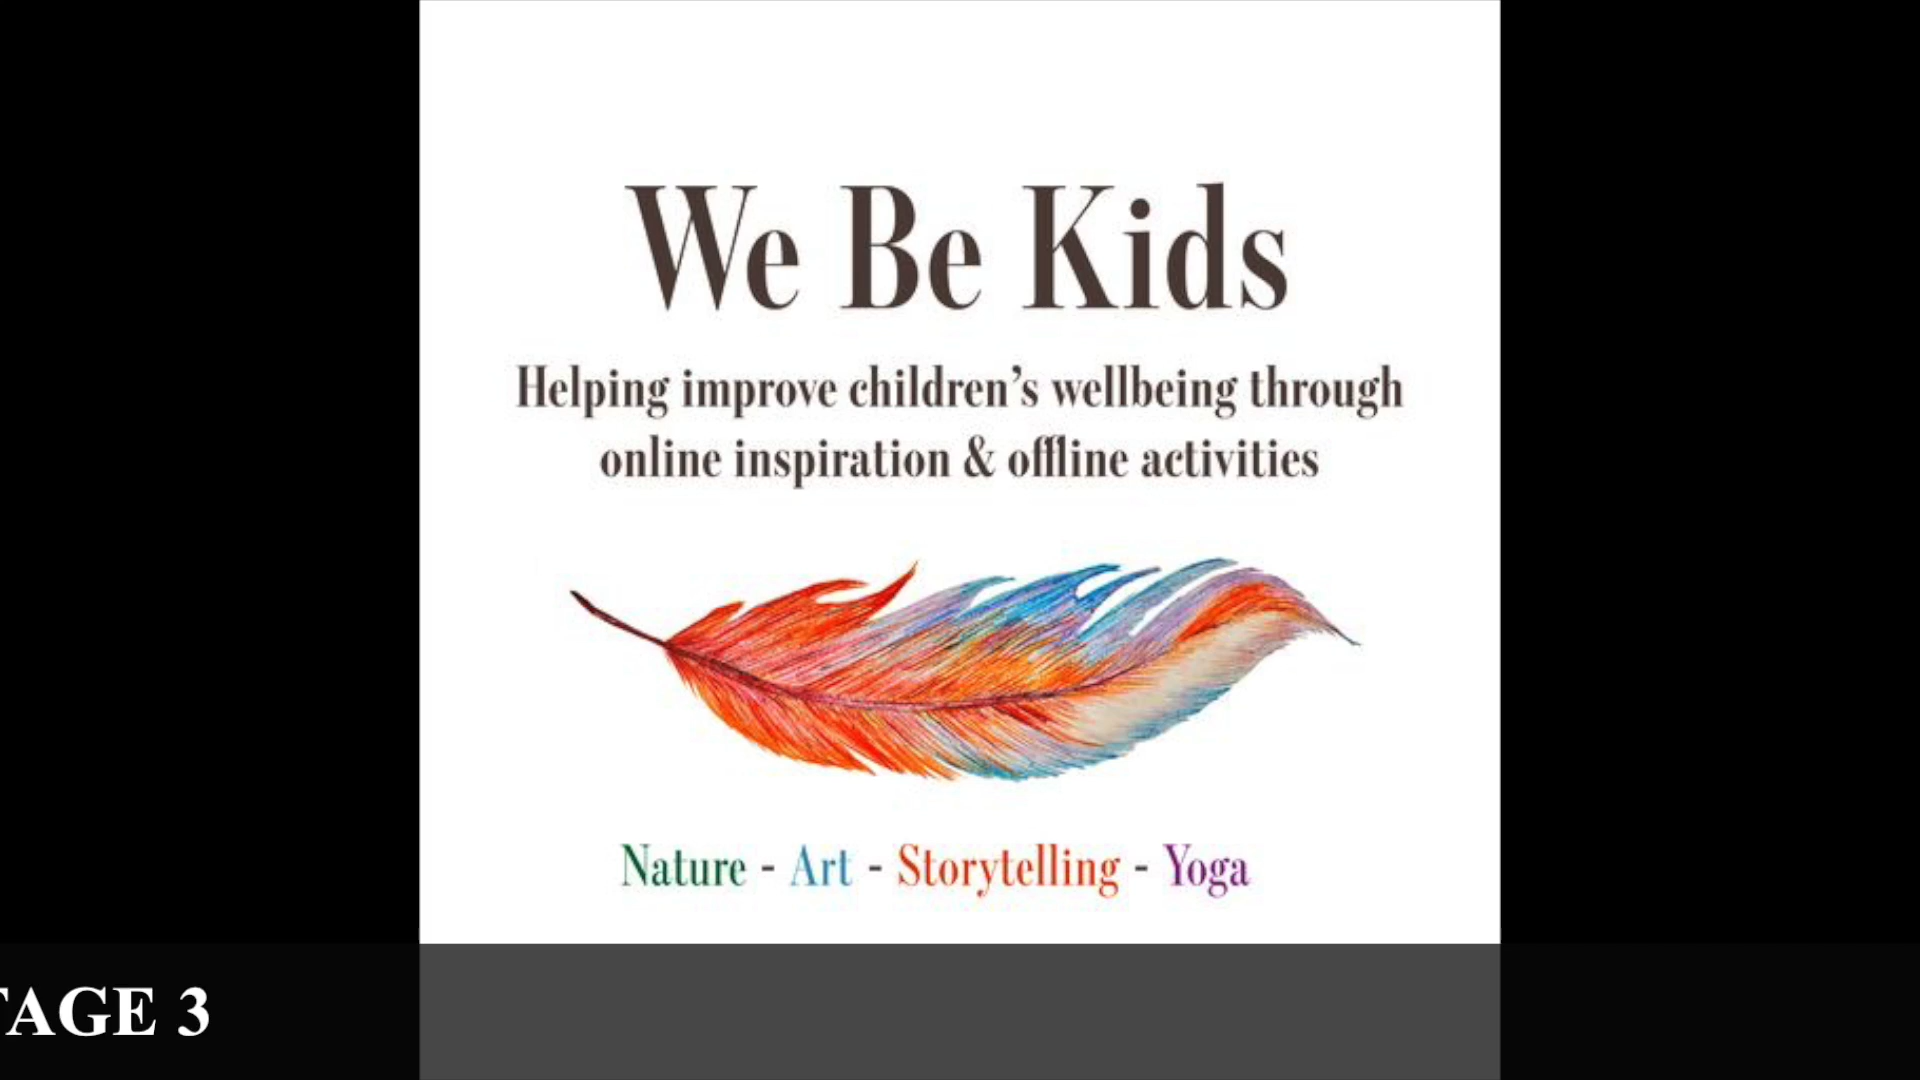 We Be Kids
Helping improve children's wellbeing through
online inspiration & offline activities
Nature - Art - Storytelling - Yoga
TAGE 3